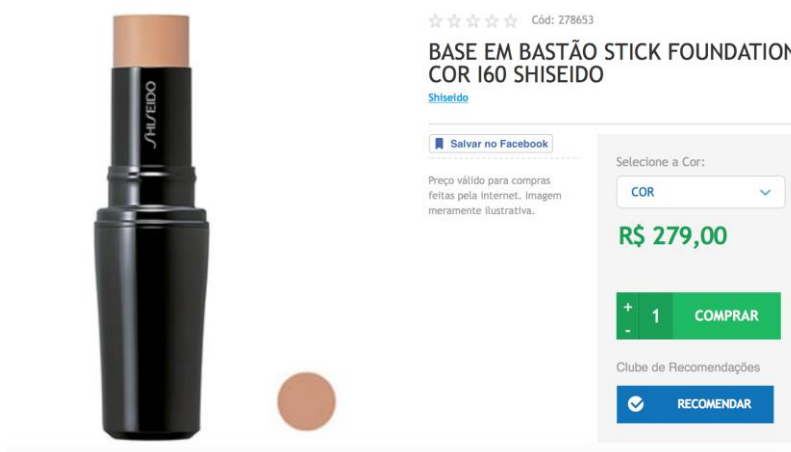 SHISEIDO
Cód: 278653
BASE EM BASTÃO STICK FOUNDATION
COR I60 SHISEIDO
Shiseido
Salvar no Facebook
Preço válido para compras
feitas pela internet. Imagem
meramente ilustrativa.
Selecione a Cor:
COR
R$ 279,00
+
1
-
COMPRAR
Clube de Recomendações
RECOMENDAR